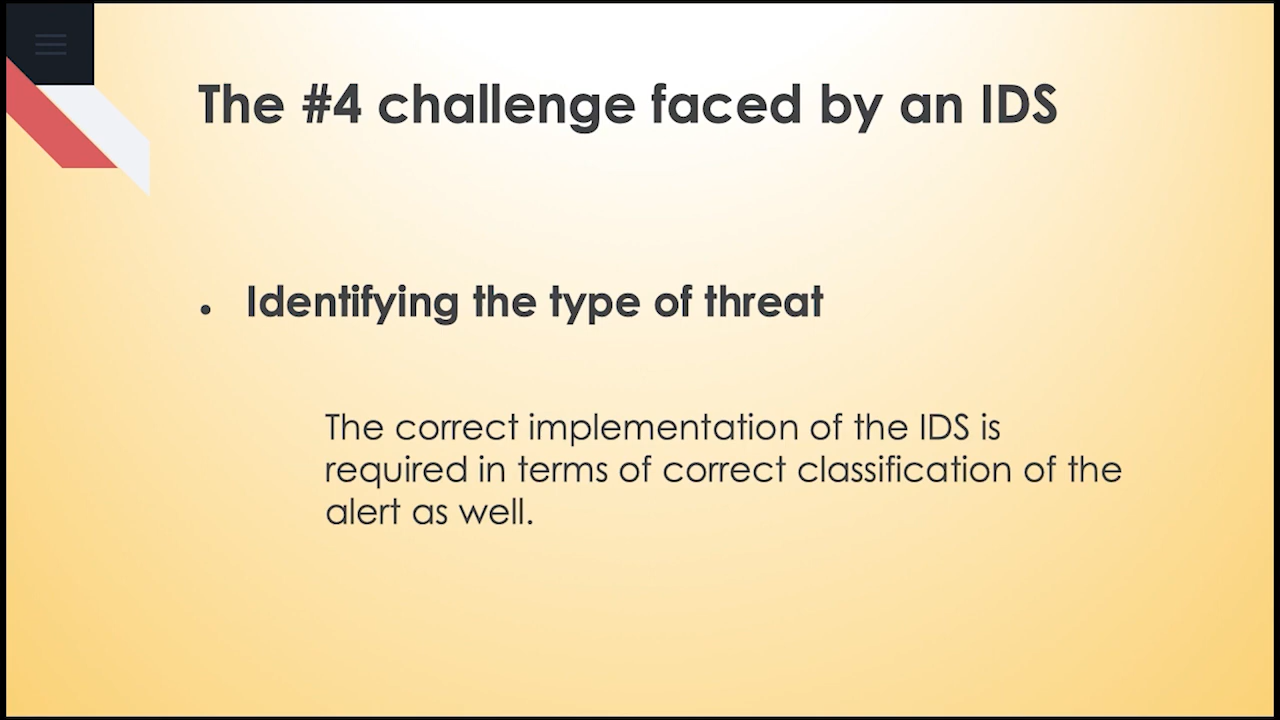 The #4 challenge faced by an IDS
• Identifying the type of threat
The correct implementation of the IDS is
required in terms of correct classification of the
alert as well.